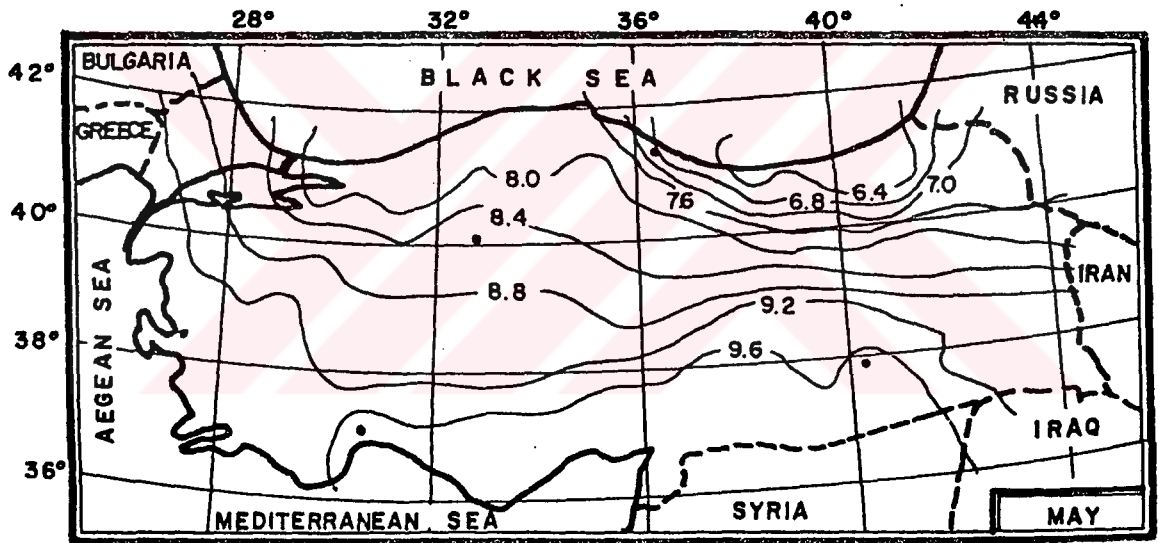 28° 32° 36° 40° 44°
42°
BULGARIA
BLACK SEA
RUSSIA
GREECE
8.0
7.6
6.8
6.4
7.0
40°
8.4
IRAN
AEGEAN SEA
8.8
9.2
38°
9.6
IRAQ
36°
MEDITERRANEAN SEA
SYRIA
MAY